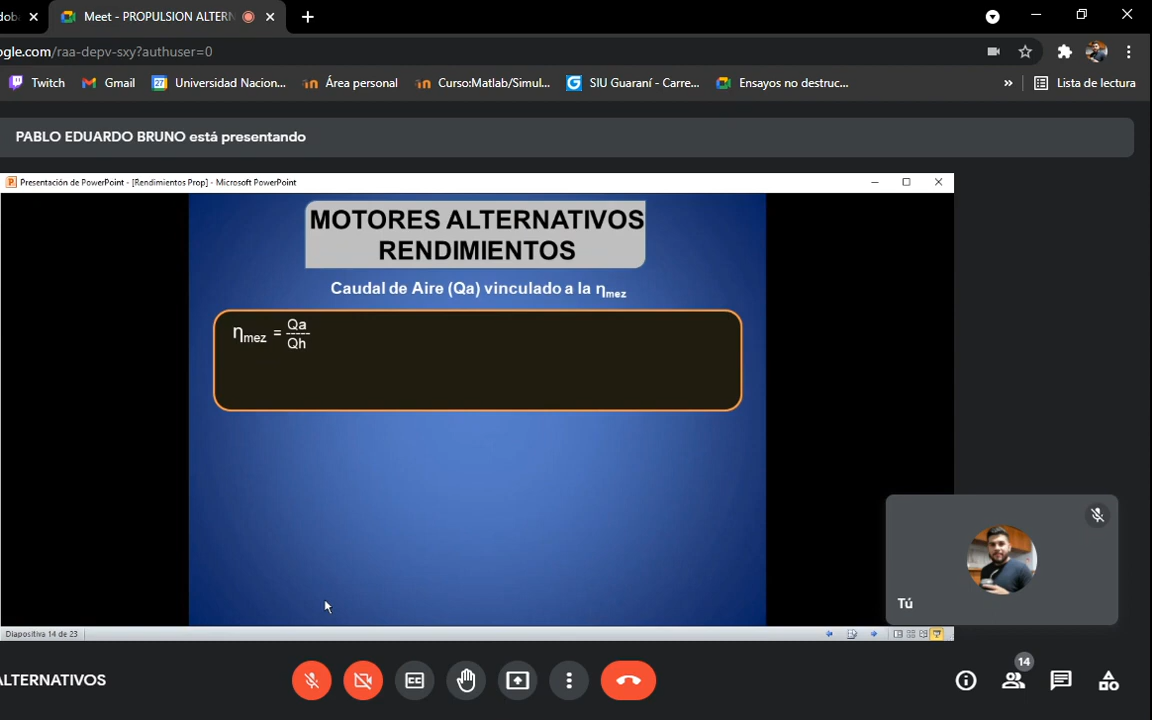 dob
Meet - PROPULSION ALTERN
ogle.com/raa-depv-sxy?authuser=0
Twitch
Gmail
27
Universidad Nacion...
Área personal
Curso:Matlab/Simul...
SIU Guaraní - Carre...
Ensayos no destruc...
»
Lista de lectura
PABLO EDUARDO BRUNO está presentando
Presentación de PowerPoint - [Rendimientos Prop] - Microsoft PowerPoint
MOTORES ALTERNATIVOS
RENDIMIENTOS
Caudal de Aire (Qa) vinculado a la ηmez
ηmez = Qa
-----
Qh
Tú
Diapositiva 14 de 23
ALTERNATIVOS
14